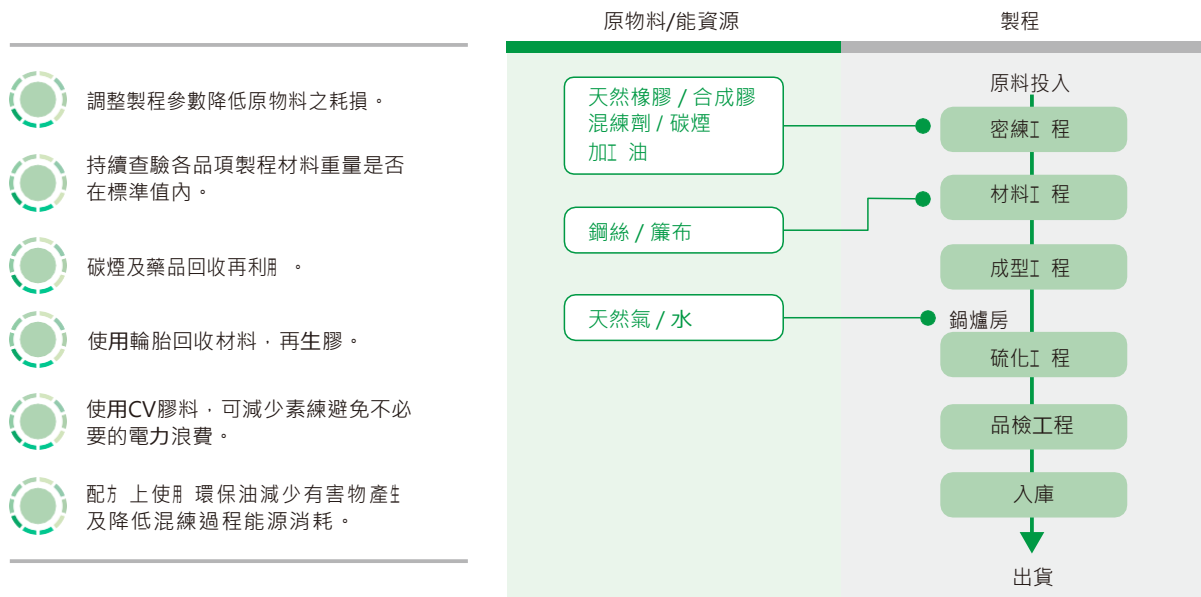 調整製程參數降低原物料之耗損。
持續查驗各品項製程材料重量是否
在標準值內。
碳煙及藥品回收再利用。
使用輪胎回收材料，再生膠。
使用CV膠料，可減少素練避免不必
要的電力浪費。
配方上使用環保油減少有害物產生
及降低混練過程能源消耗。
原物料/能資源
製程
原料投入
天然橡膠 / 合成膠
混練劑 / 碳煙
加工油
密練工程
材料工程
鋼絲 / 簾布
成型工程
天然氣 / 水
鍋爐房
硫化工程
品檢工程
入庫
出貨